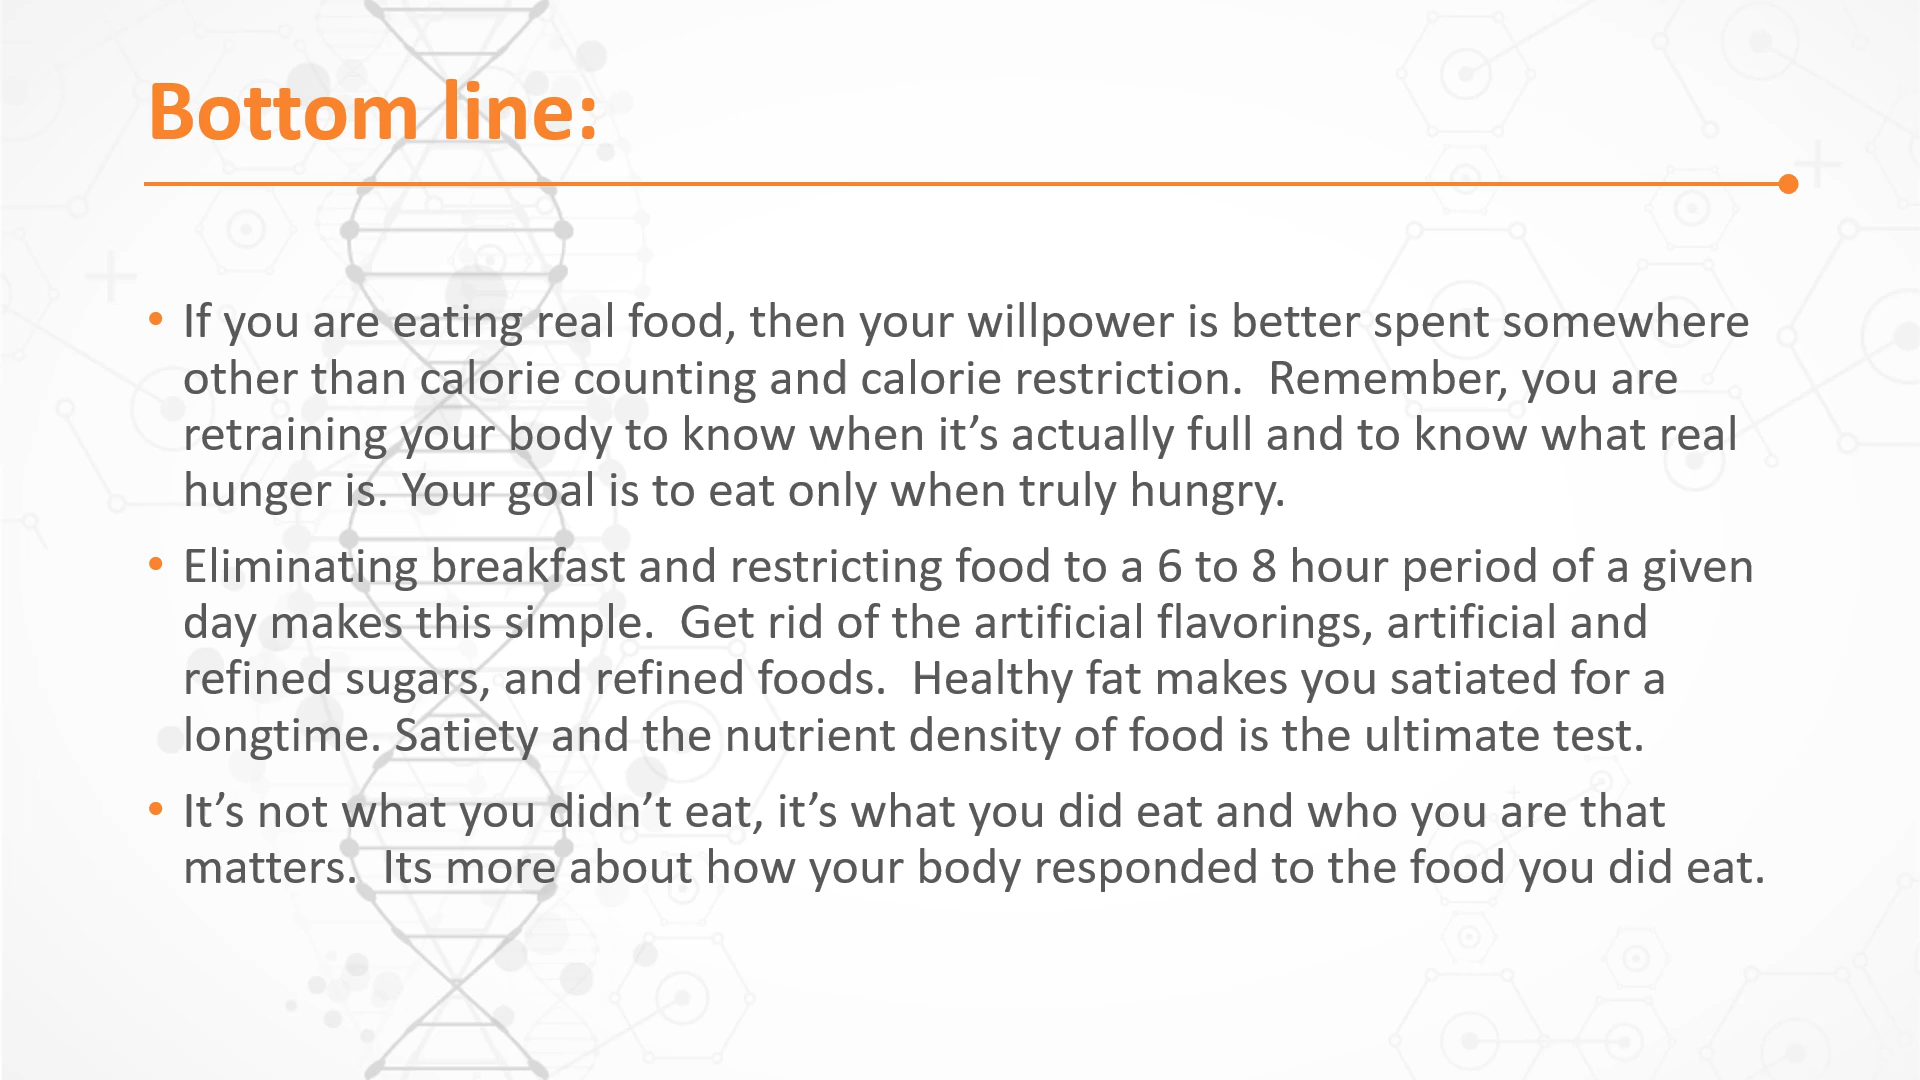 Bottom line:
• If you are eating real food, then your willpower is better spent somewhere
other than calorie counting and calorie restriction.  Remember, you are
retraining your body to know when it’s actually full and to know what real
hunger is. Your goal is to eat only when truly hungry.
• Eliminating breakfast and restricting food to a 6 to 8 hour period of a given
day makes this simple.  Get rid of the artificial flavorings, artificial and
refined sugars, and refined foods.  Healthy fat makes you satiated for a
longtime. Satiety and the nutrient density of food is the ultimate test.
• It’s not what you didn’t eat, it’s what you did eat and who you are that
matters.  Its more about how your body responded to the food you did eat.